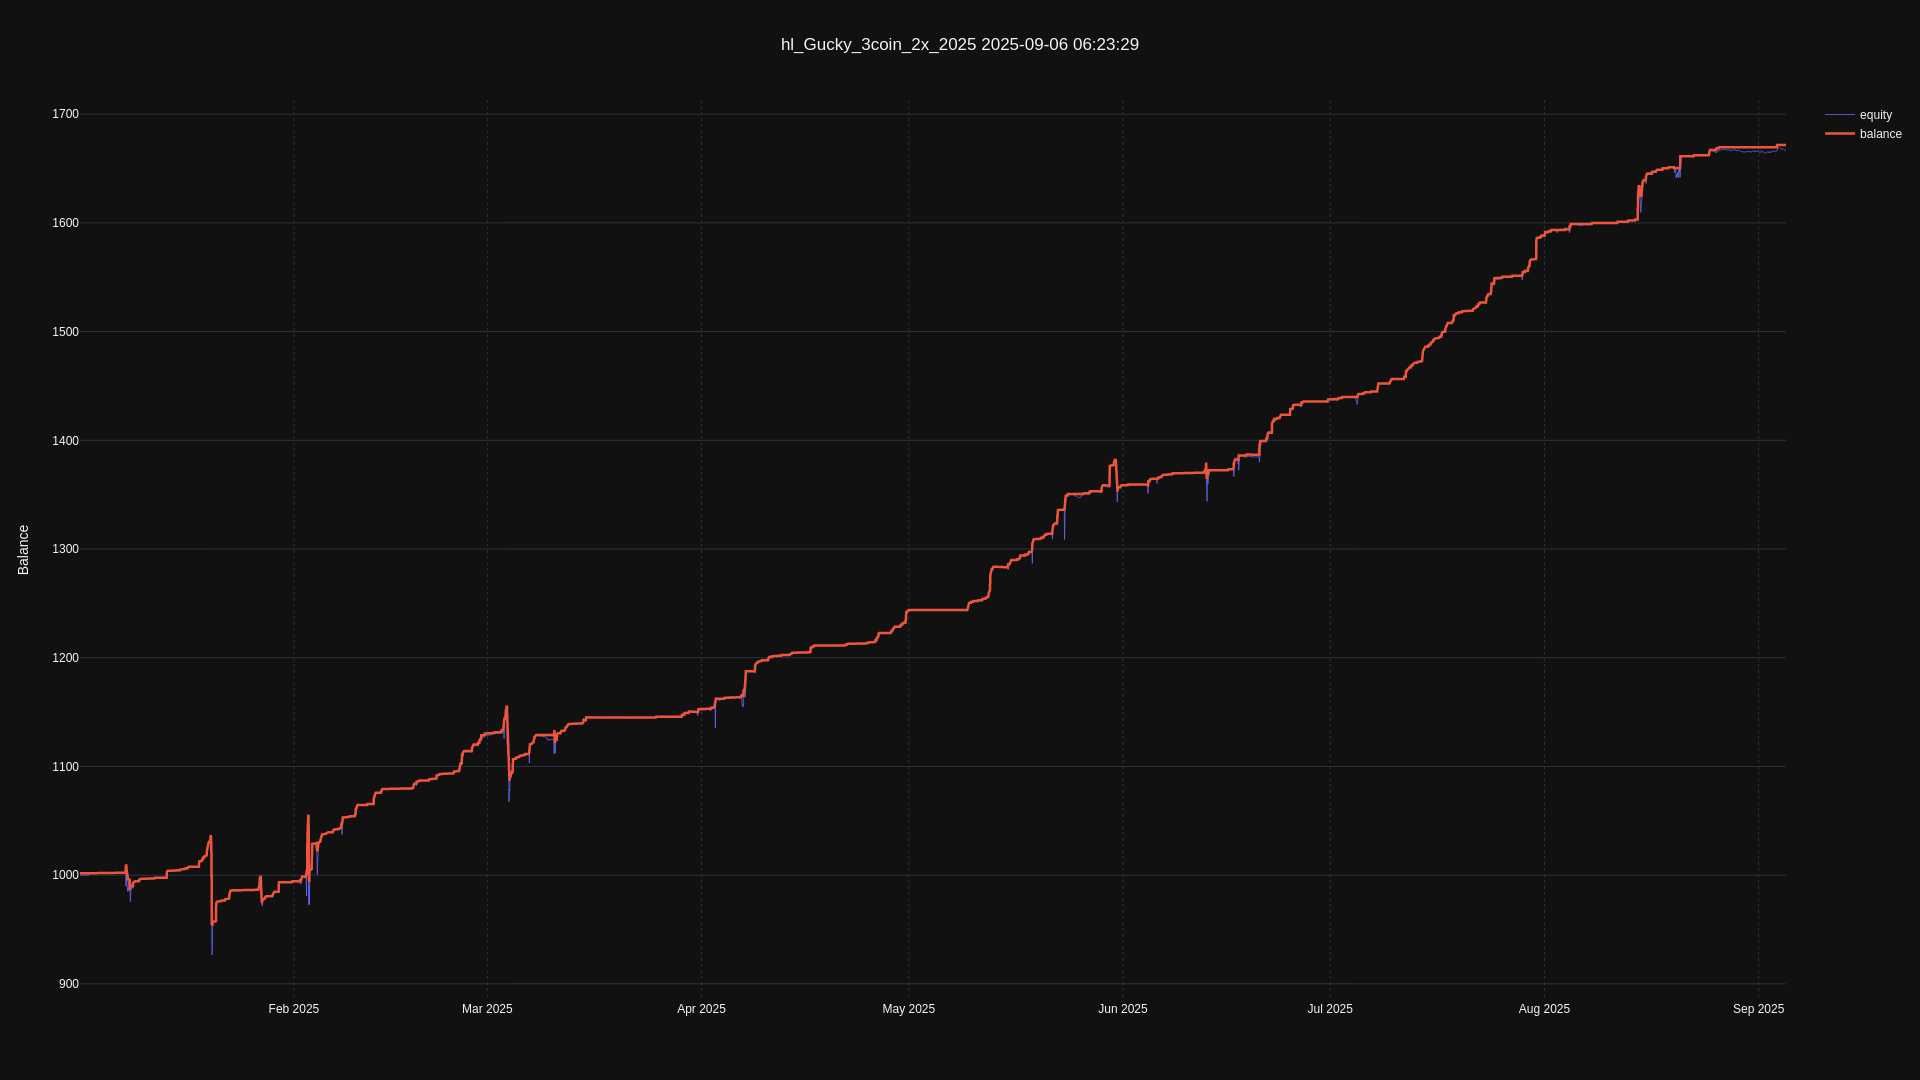 hl_Gucky_3coin_2x_2025 2025-09-06 06:23:29
equity
balance
1700
1600
1500
1400
1300
1200
1100
1000
900
Balance
Feb 2025
Mar 2025
Apr 2025
May 2025
Jun 2025
Jul 2025
Aug 2025
Sep 2025